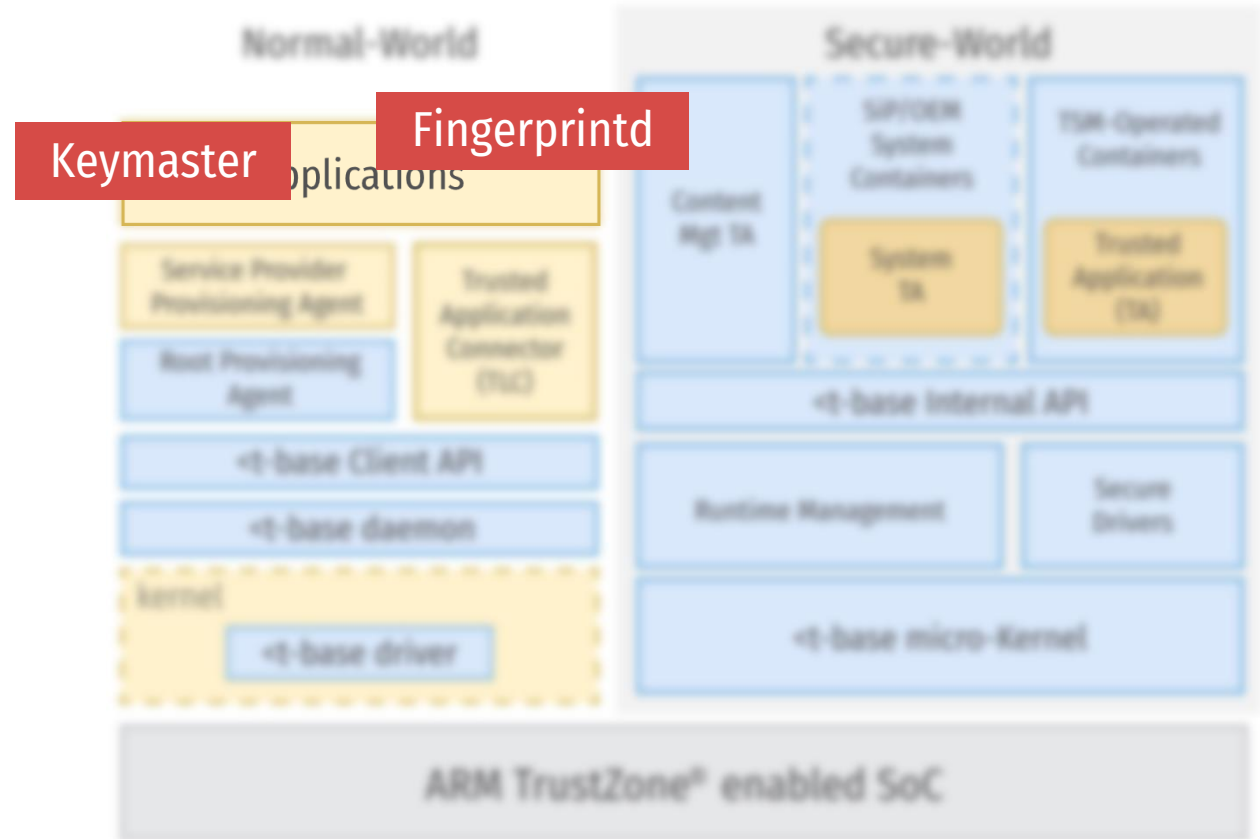 Normal-World
Secure-World
Keymaster
Fingerprintd
pplications
Service Provider
Provisioning Agent
Trusted
Application
Connector
(TLC)
Root Provisioning
Agent
<t-base Client API
<t-base daemon
kernel
<t-base driver
Content
Mgt TA
SiP/OEM
System
Containers
System
TA
TSM-Operated
Containers
Trusted
Application
(TA)
<t-base Internal API
Runtime Management
Secure
Drivers
<t-base micro-Kernel
ARM TrustZone® enabled SoC